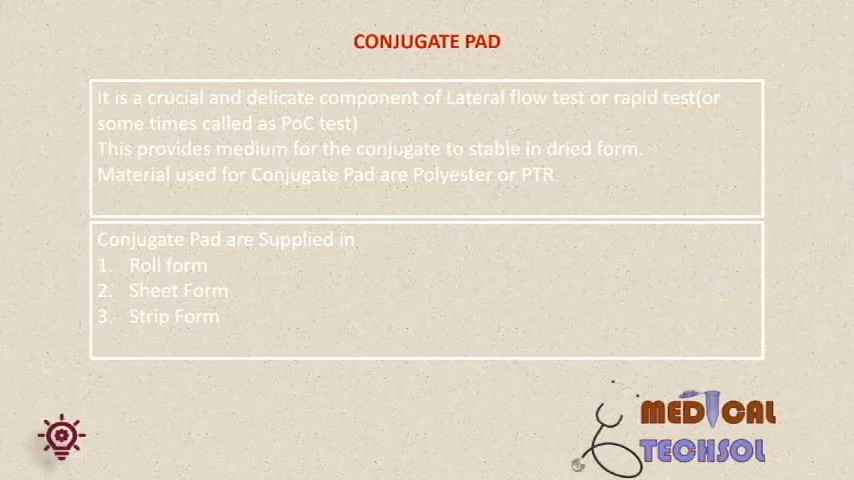 CONJUGATE PAD
It is a crucial and delicate component of Lateral flow test or rapid test(or
some times called as PoC test)
This provides medium for the conjugate to stable in dried form.
Material used for Conjugate Pad are Polyester or PTR
Conjugate Pad are Supplied in
1. Roll form
2. Sheet Form
3. Strip Form
MEDICAL
TECHSOL